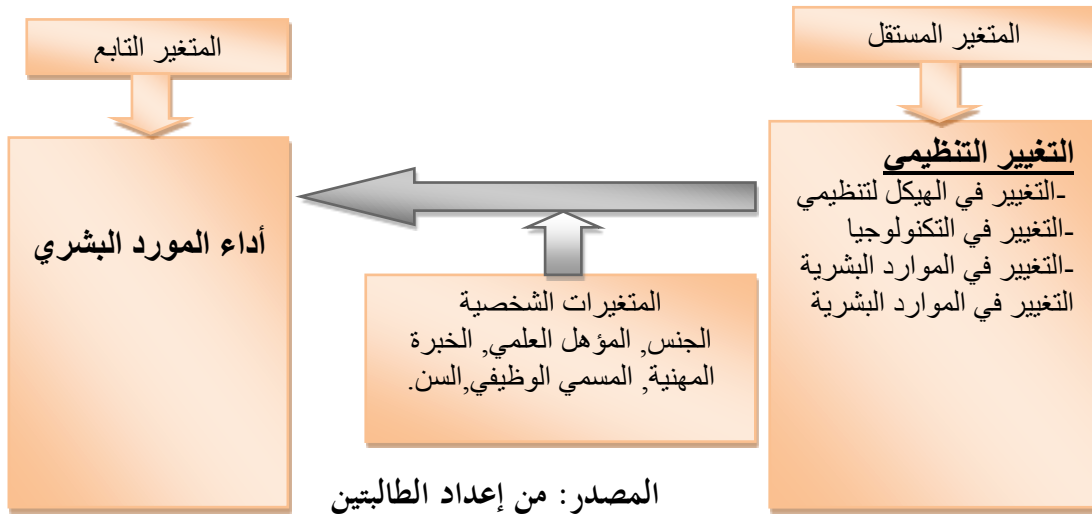 المتغير المستقل
المتغير التابع
التغيير التنظيمي
-التغيير في الهيكل لتنظيمي
-التغيير في التكنولوجيا
-التغيير في الموارد البشرية
التغيير في الموارد البشرية
أداء المورد البشري
المتغيرات الشخصية
الجنس, المؤهل العلمي, الخبرة
المهنية, المسمي الوظيفي,السن.
المصدر: من إعداد الطالبتين